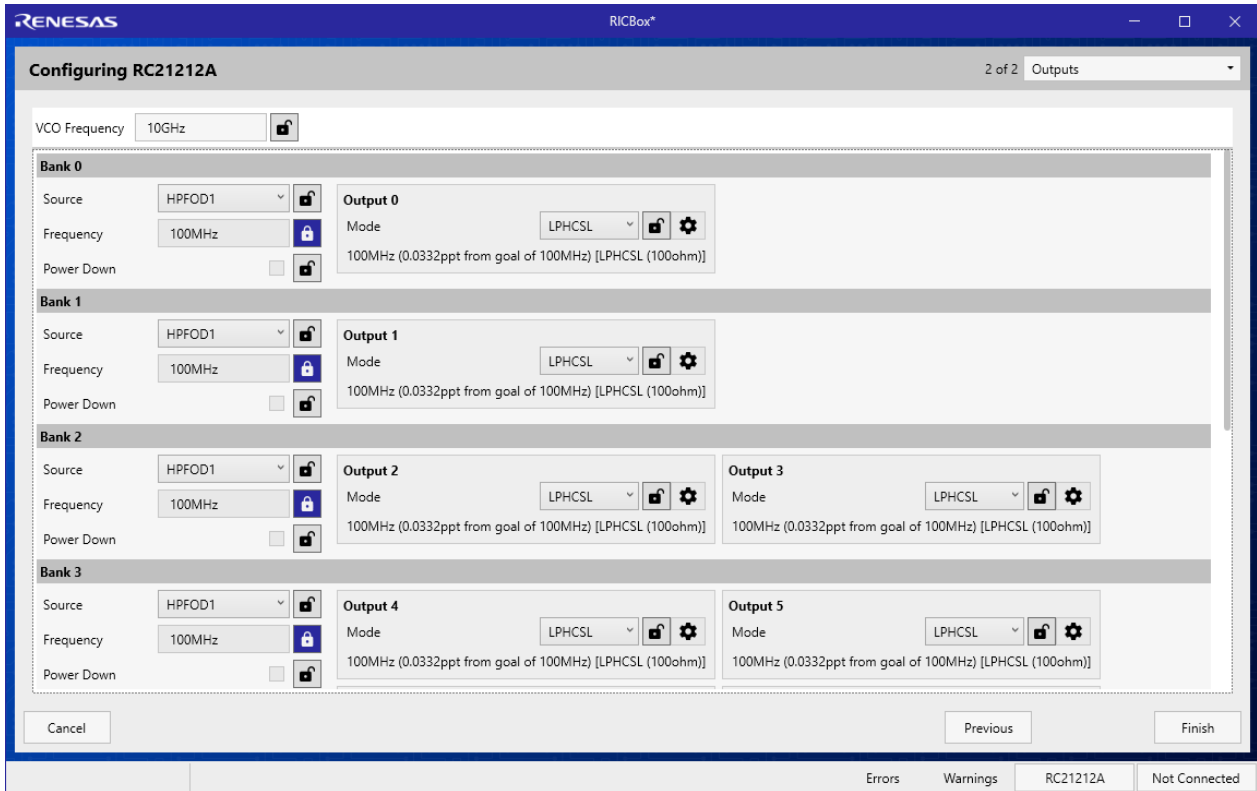 RENESAS
RICBox*
Configuring RC21212A
2 of 2 Outputs
VCO Frequency 10GHz
Bank 0
Source HPFOD1
Frequency 100MHz
Power Down
Output 0
Mode LPHCSL
100MHz (0.0332ppt from goal of 100MHz) [LPHCSL (100ohm)]
Bank 1
Source HPFOD1
Frequency 100MHz
Power Down
Output 1
Mode LPHCSL
100MHz (0.0332ppt from goal of 100MHz) [LPHCSL (100ohm)]
Bank 2
Source HPFOD1
Frequency 100MHz
Power Down
Output 2
Mode LPHCSL
100MHz (0.0332ppt from goal of 100MHz) [LPHCSL (100ohm)]
Output 3
Mode LPHCSL
100MHz (0.0332ppt from goal of 100MHz) [LPHCSL (100ohm)]
Bank 3
Source HPFOD1
Frequency 100MHz
Power Down
Output 4
Mode LPHCSL
100MHz (0.0332ppt from goal of 100MHz) [LPHCSL (100ohm)]
Output 5
Mode LPHCSL
100MHz (0.0332ppt from goal of 100MHz) [LPHCSL (100ohm)]
Cancel Previous Finish
Errors Warnings RC21212A Not Connected